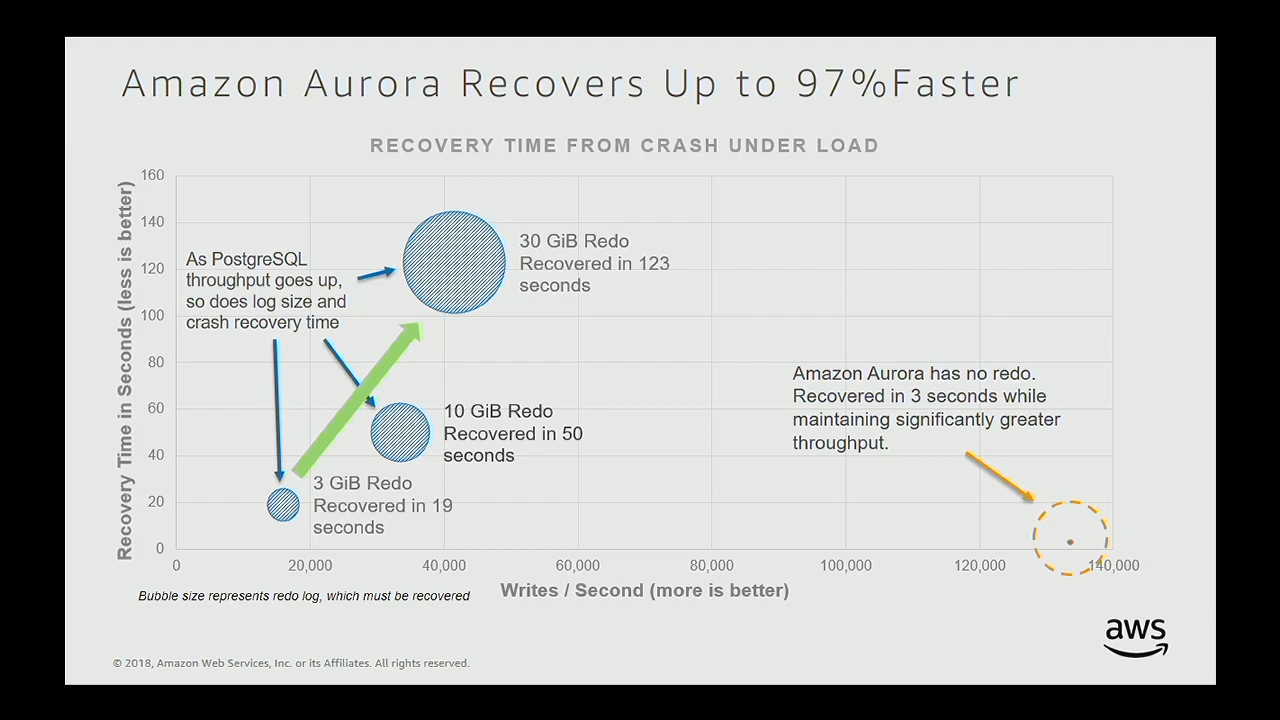 Amazon Aurora Recovers Up to 97%Faster
RECOVERY TIME FROM CRASH UNDER LOAD
Recovery Time in Seconds (less is better)
160
140
120
100
80
60
40
20
0
As PostgreSQL
throughput goes up,
so does log size and
crash recovery time
30 GiB Redo
Recovered in 123
seconds
10 GiB Redo
Recovered in 50
seconds
3 GiB Redo
Recovered in 19
seconds
Amazon Aurora has no redo.
Recovered in 3 seconds while
maintaining significantly greater
throughput.
0 20,000 40,000 60,000 80,000 100,000 120,000 140,000
Writes / Second (more is better)
Bubble size represents redo log, which must be recovered
aws
© 2018, Amazon Web Services, Inc. or its Affiliates. All rights reserved.